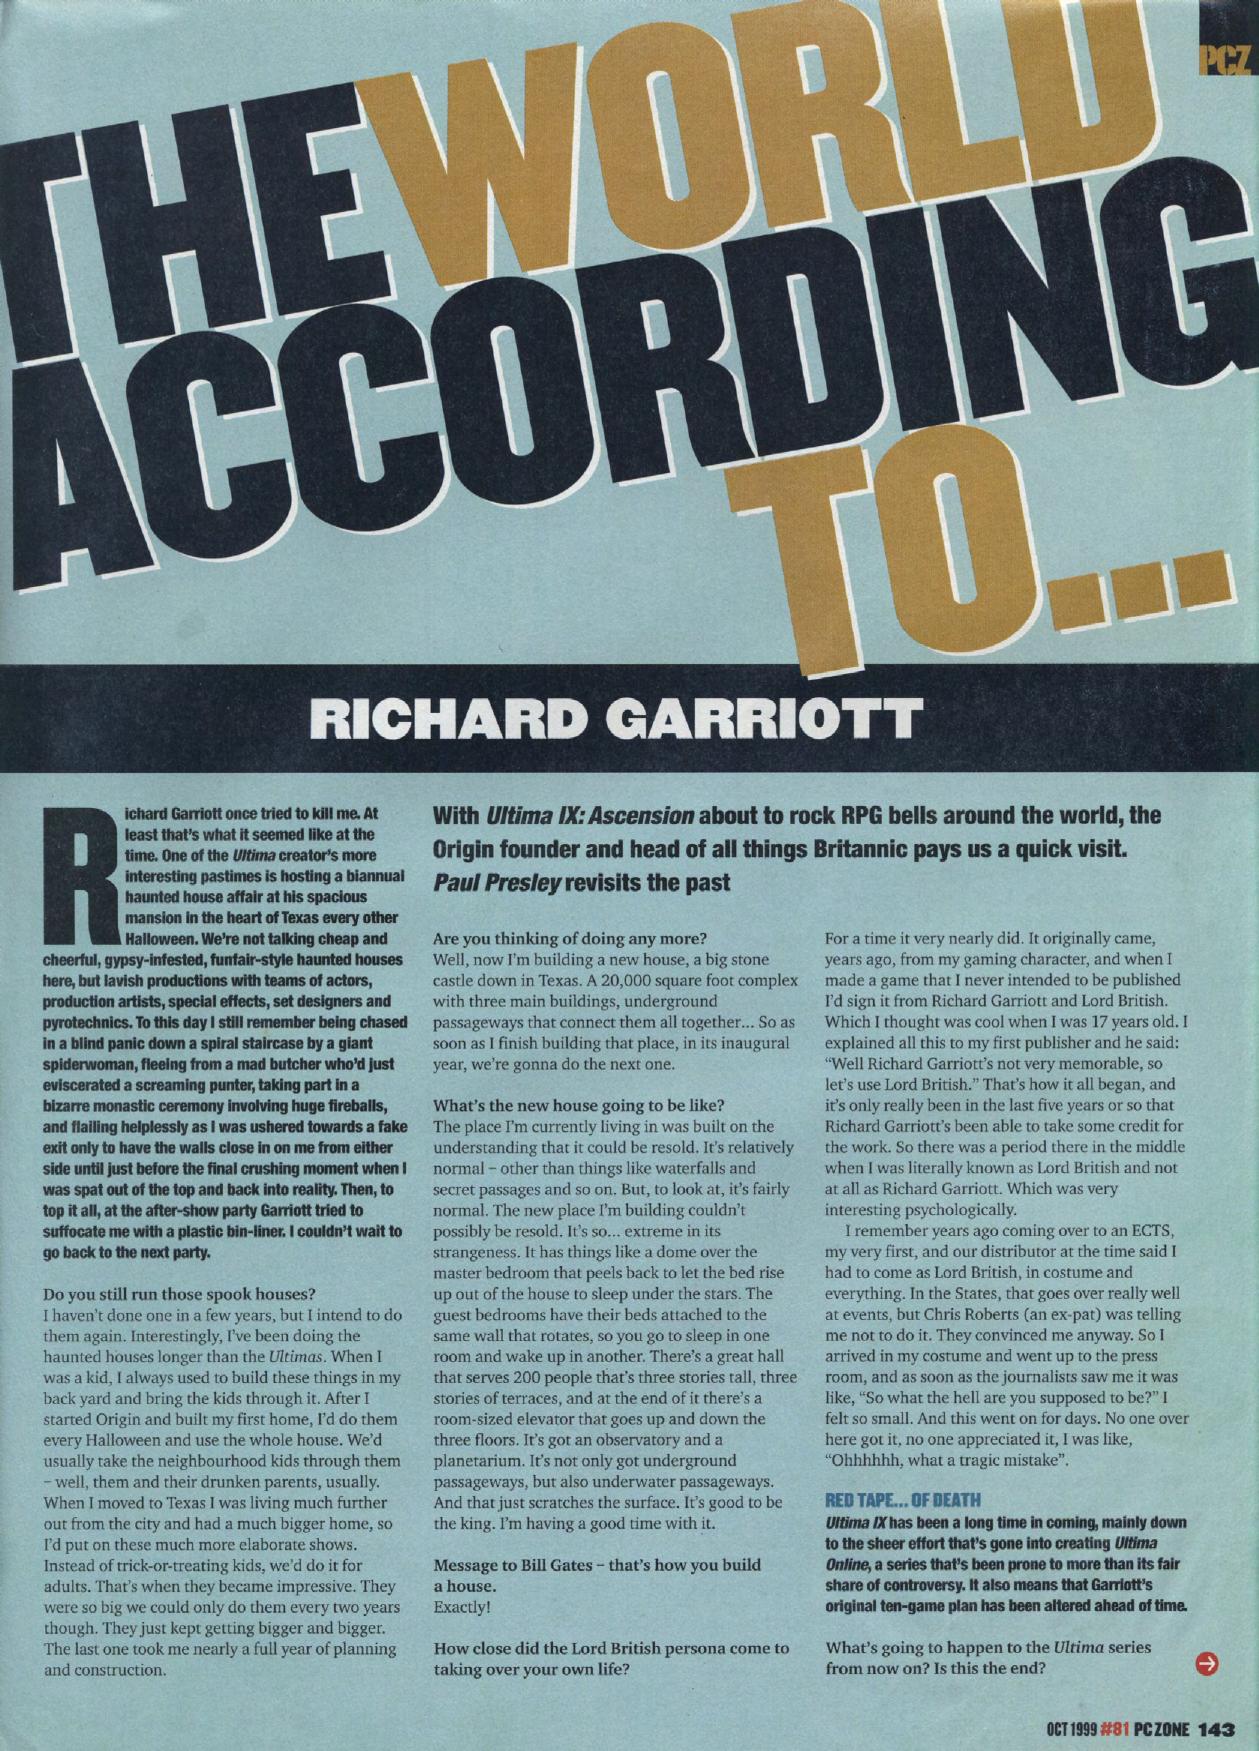 PCZ
THE WORLD
ACCORDING
TO...
RICHARD GARRIOTT
With Ultima IX: Ascension about to rock RPG bells around the world, the
Origin founder and head of all things Britannic pays us a quick visit.
Paul Presley revisits the past
Richard Garriott once tried to kill me. At
least that's what it seemed like at the
time. One of the Ultima creator's more
interesting pastimes is hosting a biannual
haunted house affair at his spacious
mansion in the heart of Texas every other
Halloween. We're not talking cheap and
cheerful, gypsy-infested, funfair-style haunted houses
here, but lavish productions with teams of actors,
production artists, special effects, set designers and
pyrotechnics. To this day I still remember being chased
in a blind panic down a spiral staircase by a giant
spiderwoman, fleeing from a mad butcher who'd just
eviscerated a screaming punter, taking part in a
bizarre monastic ceremony involving huge fireballs,
and flailing helplessly as I was ushered towards a fake
exit only to have the walls close in on me from either
side until just before the final crushing moment when I
was spat out of the top and back into reality. Then, to
top it all, at the after-show party Garriott tried to
suffocate me with a plastic bin-liner. I couldn't wait to
go back to the next party.
Do you still run those spook houses?
I haven't done one in a few years, but I intend to do
them again. Interestingly, I've been doing the
haunted houses longer than the Ultimas. When I
was a kid, I always used to build these things in my
back yard and bring the kids through it. After I
started Origin and built my first home, I'd do them
every Halloween and use the whole house. We'd
usually take the neighbourhood kids through them
– well, them and their drunken parents, usually.
When I moved to Texas I was living much further
out from the city and had a much bigger home, so
I'd put on these much more elaborate shows.
Instead of trick-or-treating kids, we'd do it for
adults. That's when they became impressive. They
were so big we could only do them every two years
though. They just kept getting bigger and bigger.
The last one took me nearly a full year of planning
and construction.
Are you thinking of doing any more?
Well, now I'm building a new house, a big stone
castle down in Texas. A 20,000 square foot complex
with three main buildings, underground
passageways that connect them all together... So as
soon as I finish building that place, in its inaugural
year, we're gonna do the next one.
What's the new house going to be like?
The place I'm currently living in was built on the
understanding that it could be resold. It's relatively
normal – other than things like waterfalls and
secret passages and so on. But, to look at, it's fairly
normal. The new place I'm building couldn't
possibly be resold. It's so... extreme in its
strangeness. It has things like a dome over the
master bedroom that peels back to let the bed rise
up out of the house to sleep under the stars. The
guest bedrooms have their beds attached to the
same wall that rotates, so you go to sleep in one
room and wake up in another. There's a great hall
that serves 200 people that's three stories tall, three
stories of terraces, and at the end of it there's a
room-sized elevator that goes up and down the
three floors. It's got an observatory and a
planetarium. It's not only got underground
passageways, but also underwater passageways.
And that just scratches the surface. It's good to be
the king. I'm having a good time with it.
Message to Bill Gates – that's how you build
a house.
Exactly!
How close did the Lord British persona come to
taking over your own life?
For a time it very nearly did. It originally came,
years ago, from my gaming character, and when I
made a game that I never intended to be published
I'd sign it from Richard Garriott and Lord British.
Which I thought was cool when I was 17 years old. I
explained all this to my first publisher and he said:
"Well Richard Garriott's not very memorable, so
let's use Lord British." That's how it all began, and
it's only really been in the last five years or so that
Richard Garriott's been able to take some credit for
the work. So there was a period there in the middle
when I was literally known as Lord British and not
at all as Richard Garriott. Which was very
interesting psychologically.
I remember years ago coming over to an ECTS,
my very first, and our distributor at the time said I
had to come as Lord British, in costume and
everything. In the States, that goes over really well
at events, but Chris Roberts (an ex-pat) was telling
me not to do it. They convinced me anyway. So I
arrived in my costume and went up to the press
room, and as soon as the journalists saw me it was
like, "So what the hell are you supposed to be?" I
felt so small. And this went on for days. No one over
here got it, no one appreciated it, I was like,
"Ohhhhhh, what a tragic mistake".
RED TAPE... OF DEATH
Ultima IX has been a long time in coming, mainly down
to the sheer effort that's gone into creating Ultima
Online, a series that's been prone to more than its fair
share of controversy. It also means that Garriott's
original ten-game plan has been altered ahead of time.
What's going to happen to the Ultima series
from now on? Is this the end?
OCT 1999 #81 PC ZONE 143